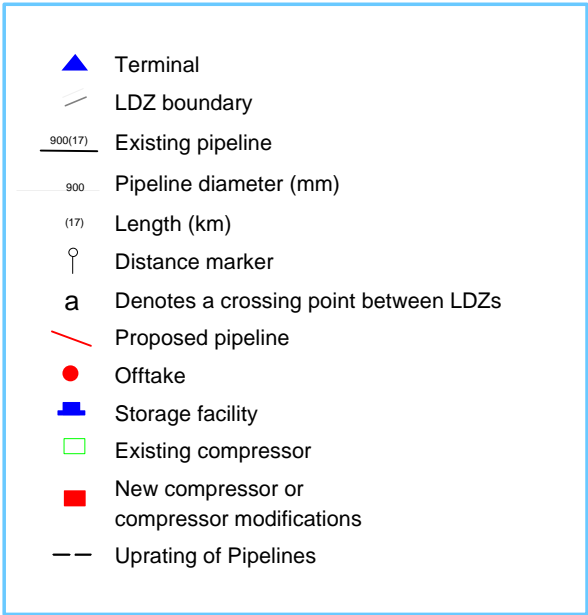 Terminal
LDZ boundary
900(17) Existing pipeline
900 Pipeline diameter (mm)
(17) Length (km)
Distance marker
a Denotes a crossing point between LDZs
Proposed pipeline
Offtake
Storage facility
Existing compressor
New compressor or
compressor modifications
Uprating of Pipelines